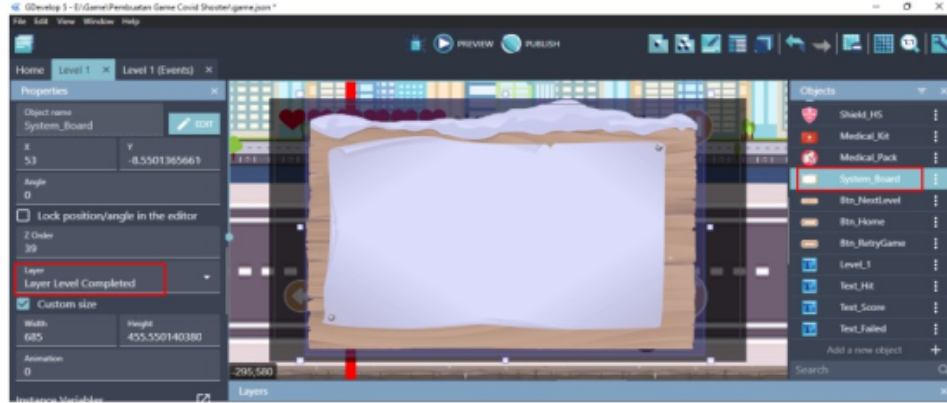 GDevelop 5 - E:\Game\Pembuatan Game Covid Shooter\game.json *
File Edit View Window Help
PREVIEW PUBLISH
Home Level 1 × Level 1 (Events) ×
Properties ×
Object name
System_Board
EDIT
X
53
Y
-8.5501365661
Angle
0
Lock position/angle in the editor
Z Order
39
Layer
Layer Level Completed
Custom size
Width
685
Height
455.550140380
Animation
0
Instance Variables
-295;580
Layers
Objects
Shield_HS
Medical_Kit
Medical_Pack
System_Board
Btn_NextLevel
Btn_Home
Btn_RetryGame
Level_1
Text_Hit
Text_Score
Text_Failed
Add a new object +
Search